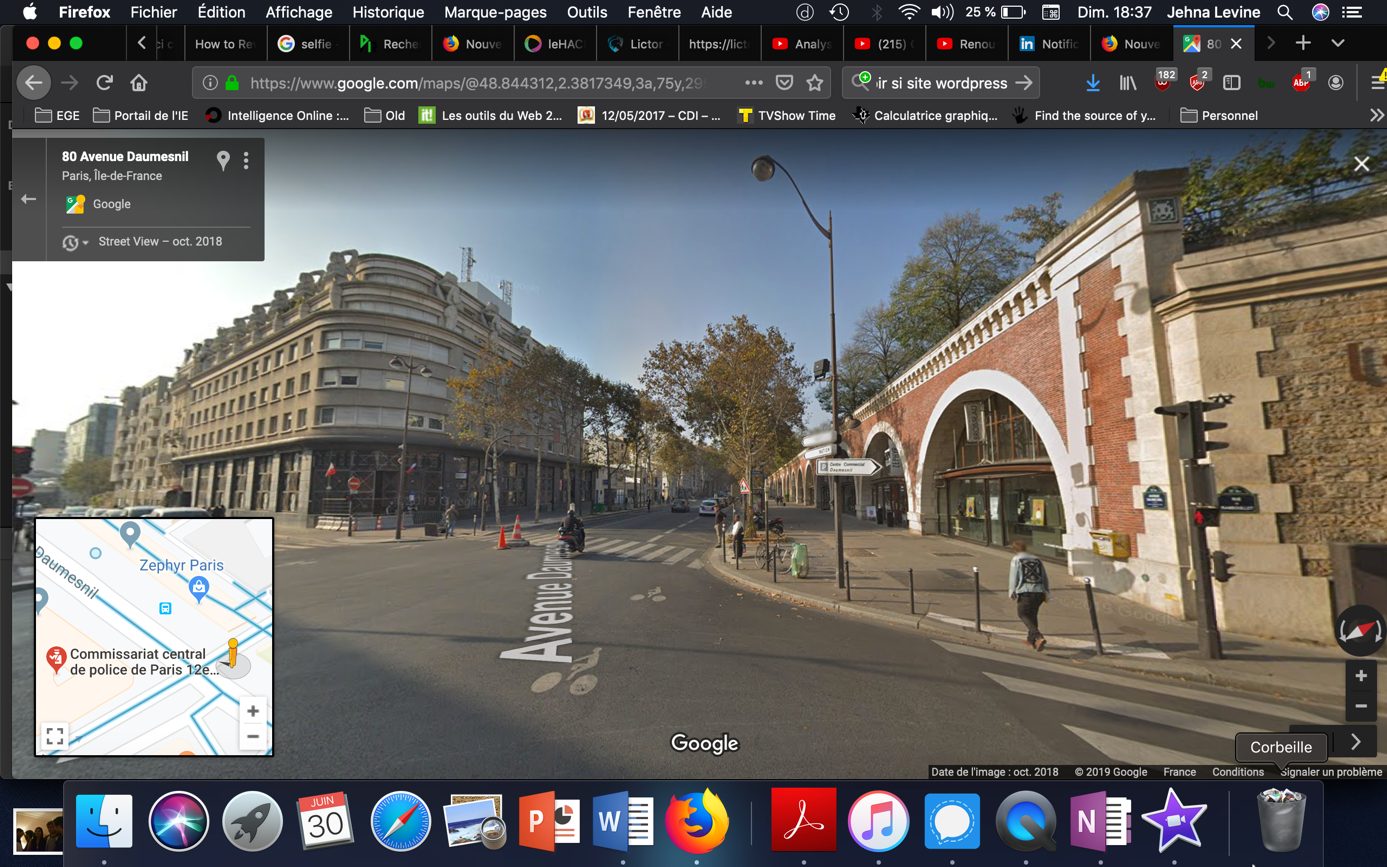 Firefox Fichier Édition Affichage Historique Marque-pages Outils Fenêtre Aide 25 % Dim. 18:37 Jehna Levine
How to Re selfie Reche Nouve leHAC Lictor https://lict Analys (215) Renou Notific Nouve 80
https://www.google.com/maps/@48.844312,2.3817349,3a,75y,29 ir si site wordpress 182 2 ABP 1
EGE Portail de l'IE Intelligence Online :... Old it! Les outils du Web 2... 12/05/2017 – CDI – ... TVShow Time Calculatrice graphiq... Find the source of y... Personnel
80 Avenue Daumesnil
Paris, Île-de-France
Google
Street View – oct. 2018
Centre Commercial
Daumesnil
Avenue Daumes
Daumesnil
Zephyr Paris
Commissariat central
de police de Paris 12e...
Google
Corbeille
Date de l'image : oct. 2018 © 2019 Google France Conditions Signaler un problème
JUIN
30
P
W
N